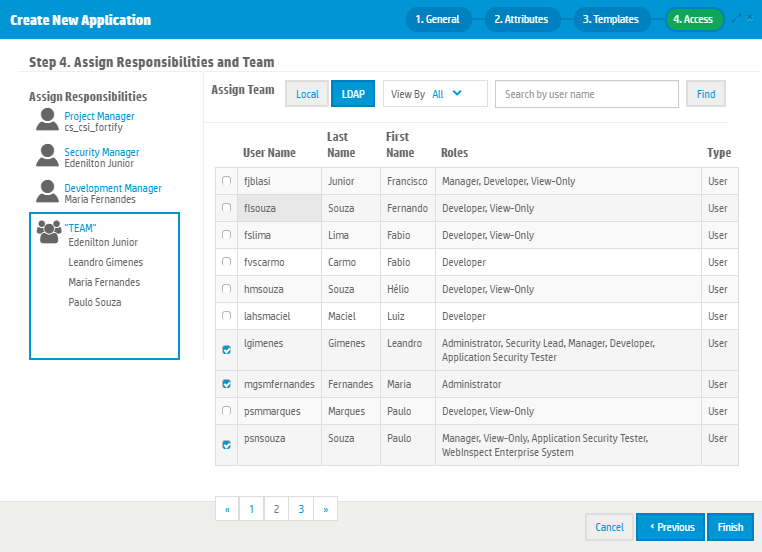 Create New Application
1. General
2. Attributes
3. Templates
4. Access
Step 4. Assign Responsibilities and Team
Assign Responsibilities
Project Manager
cs_csi_fortify
Security Manager
Edenilton Junior
Development Manager
Maria Fernandes
"TEAM"
Edenilton Junior
Leandro Gimenes
Maria Fernandes
Paulo Souza
Assign Team
Local
LDAP
View By All
Search by user name
Find
User Name Last Name First Name Roles Type
fjblasi Junior Francisco Manager, Developer, View-Only User
flsouza Souza Fernando Developer, View-Only User
fslima Lima Fabio Developer, View-Only User
fvscarmo Carmo Fabio Developer User
hmsouza Souza Hélio Developer, View-Only User
lahsmaciel Maciel Luiz Developer User
lgimenes Gimenes Leandro Administrator, Security Lead, Manager, Developer, User
Application Security Tester
mgsmfernandes Fernandes Maria Administrator User
psmmarques Marques Paulo Developer, View-Only User
psnsouza Souza Paulo Manager, View-Only, Application Security Tester, User
WebInspect Enterprise System
« 1 2 3 »
Cancel
‹ Previous
Finish